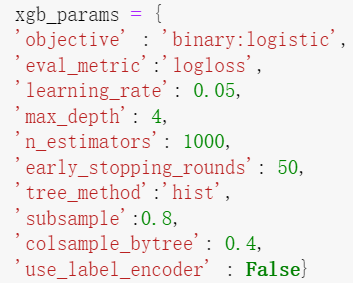 xgb_params = {
'objective' : 'binary:logistic',
'eval_metric':'logloss',
'learning_rate': 0.05,
'max_depth': 4,
'n_estimators': 1000,
'early_stopping_rounds': 50,
'tree_method':'hist',
'subsample':0.8,
'colsample_bytree': 0.4,
'use_label_encoder' : False}